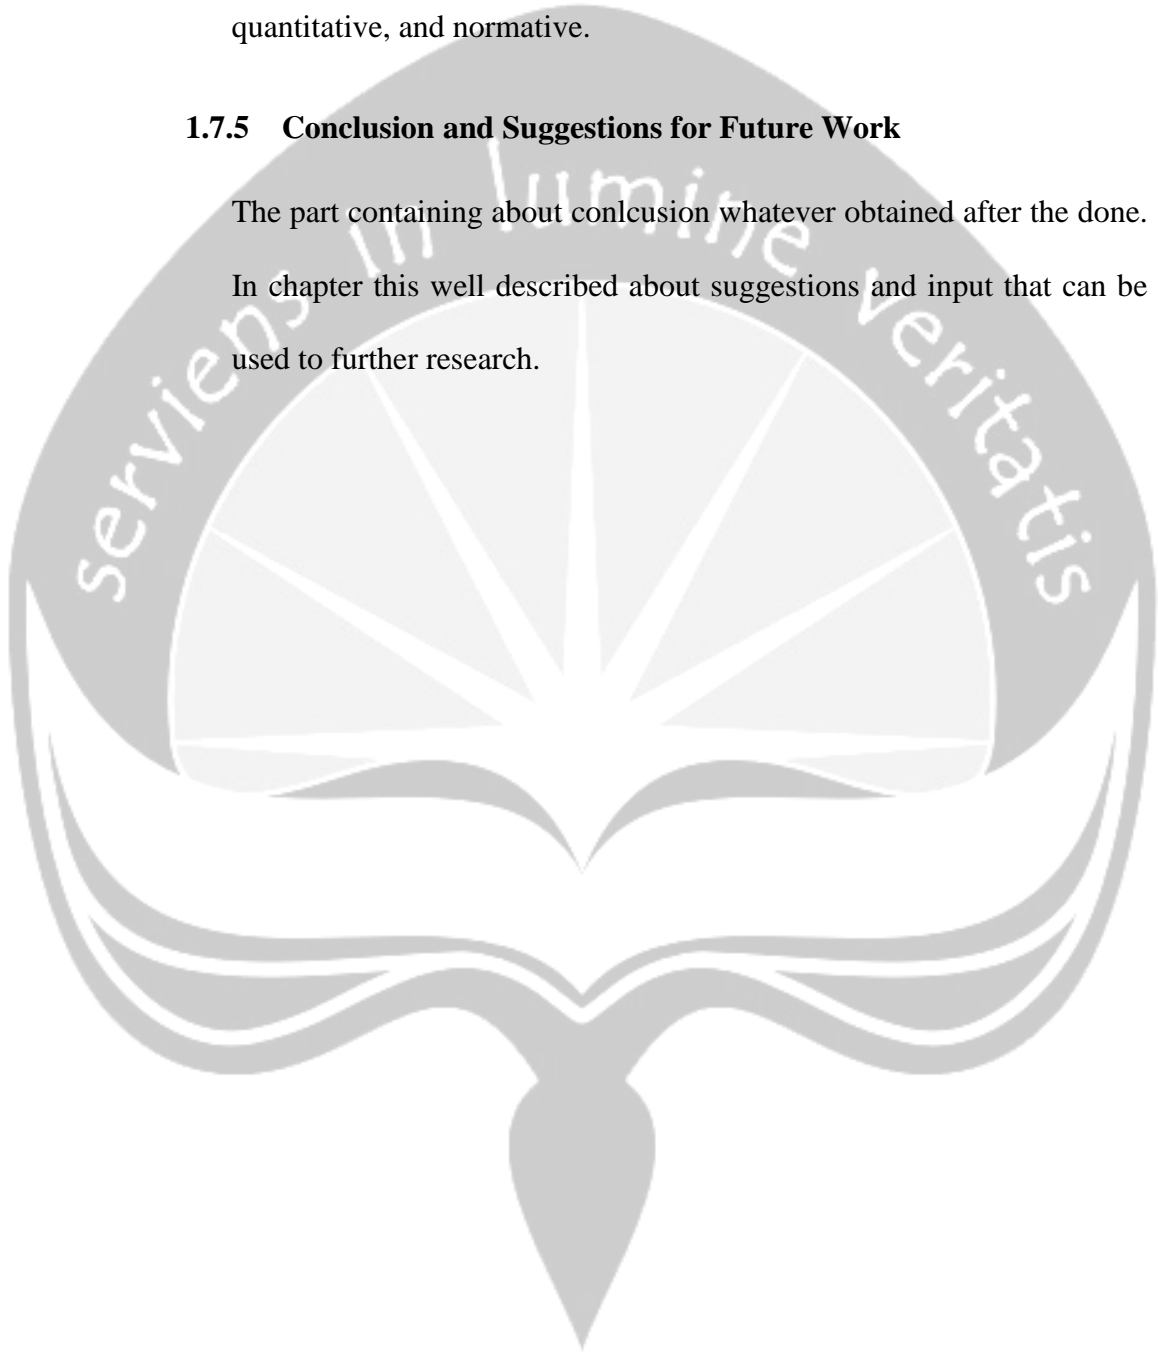 quantitative, and normative.
1.7.5 Conclusion and Suggestions for Future Work
The part containing about conlcusion whatever obtained after the done.
In chapter this well described about suggestions and input that can be
used to further research.
serviens in lumine veritatis